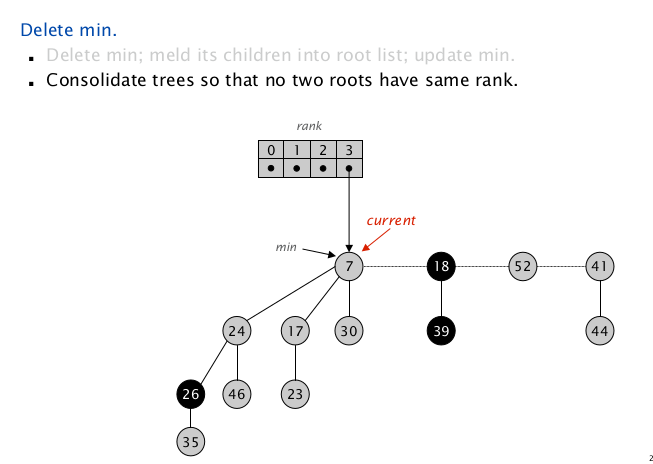 Delete min.
▪ Delete min; meld its children into root list; update min.
▪ Consolidate trees so that no two roots have same rank.
rank
0 1 2 3
current
min
7 18 52 41
24 17 30 39 44
26 46 23
35
2